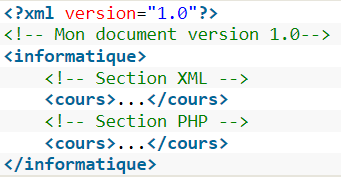 <?xml version="1.0"?>
<!-- Mon document version 1.0-->
<informatique>
<!-- Section XML -->
<cours>...</cours>
<!-- Section PHP -->
<cours>...</cours>
</informatique>